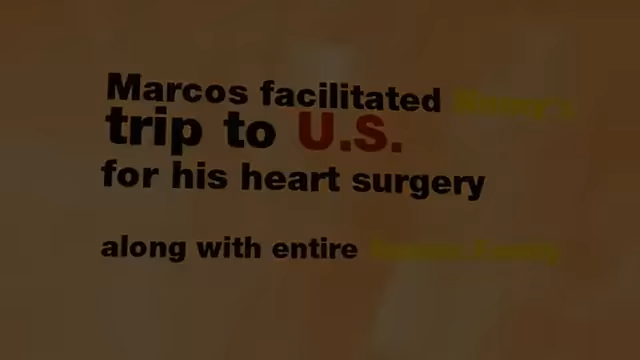 Marcos facilitated
trip to U.S.
for his heart surgery
along with entire